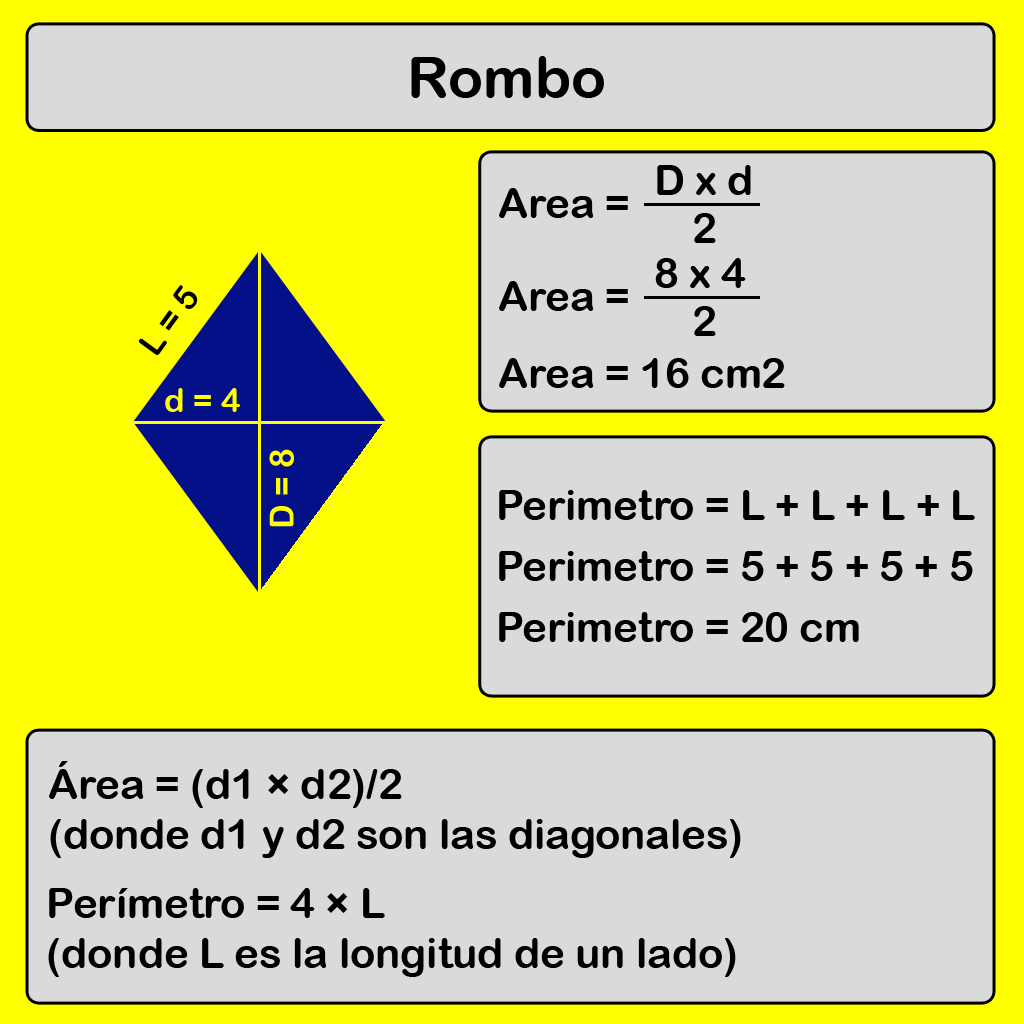 Rombo
L = 5
d = 4
D = 8
Area = D x d
2
Area = 8 x 4
2
Area = 16 cm2
Perimetro = L + L + L + L
Perimetro = 5 + 5 + 5 + 5
Perimetro = 20 cm
Área = (d1 × d2)/2
(donde d1 y d2 son las diagonales)
Perímetro = 4 × L
(donde L es la longitud de un lado)